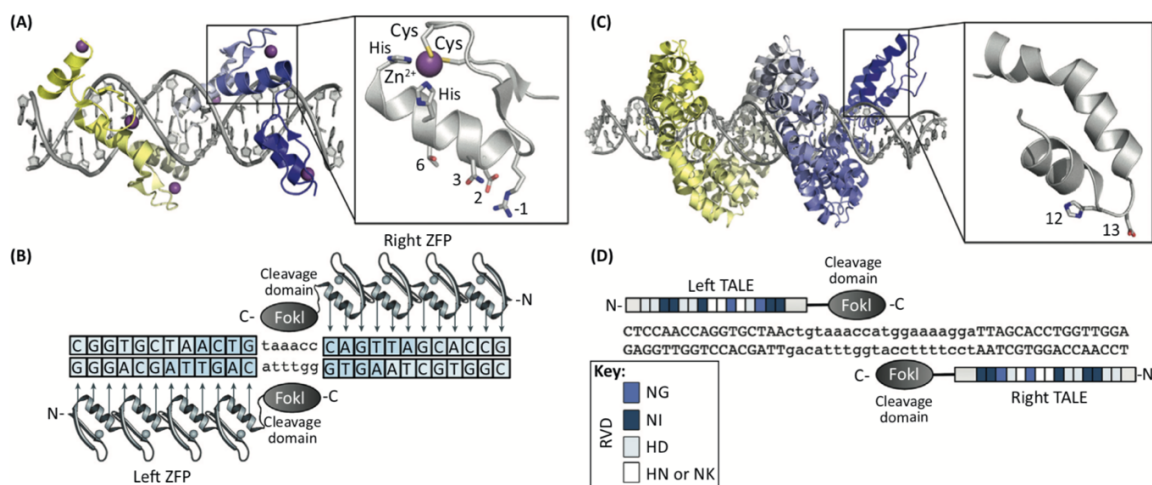 (A)
Cys
Cys
His
Zn2+
His
6
3
2
-1
(B)
Right ZFP
Cleavage
domain
-N
C-
FokI
CGGTGCTAACTG taaacc CAGTTAGCACCG
GGGACGATTGAC atttgg GTGAATCGTGGC
N-
FokI
-C
Cleavage
domain
Left ZFP
(C)
12
13
(D)
Cleavage
domain
Left TALE
N-
FokI
-C
CTCCAACCAGGTGCTAActgtaaaccatggaaaaggaTTAGCACCTGGTTGGA
GAGGTTGGTCCACGATTgacatttggtaccttttcctAATCGTGGACCAACCT
C-
FokI
-N
Cleavage
domain
Right TALE
Key:
RVD
NG
NI
HD
HN or NK